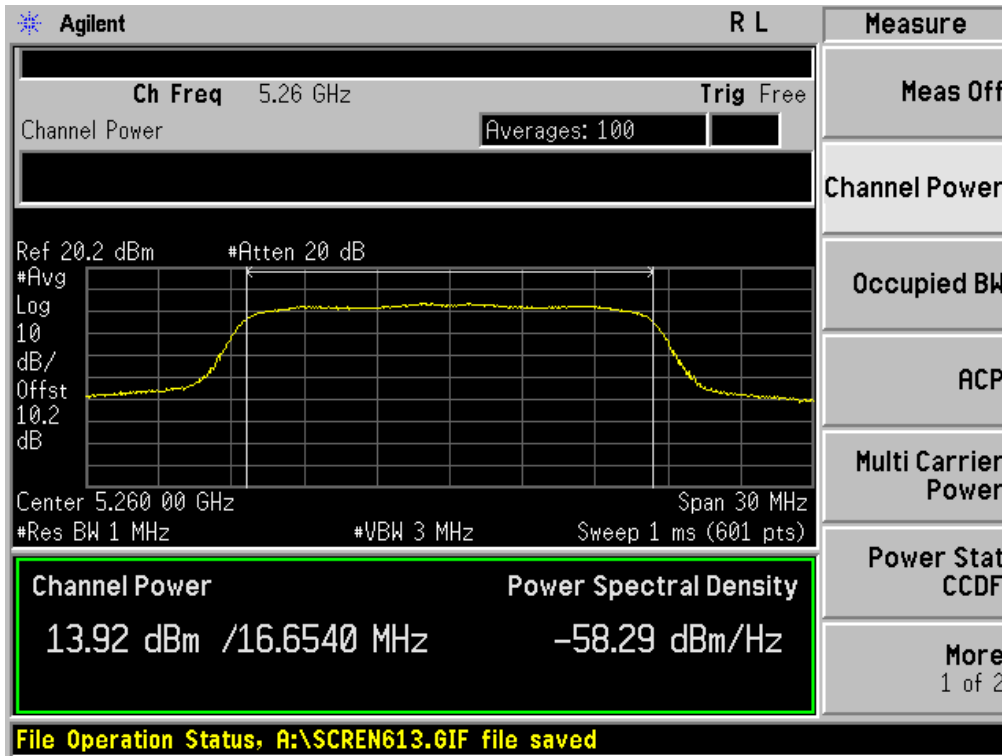 Agilent
R L
Measure
Ch Freq 5.26 GHz
Trig Free
Meas Off
Channel Power
Averages: 100
Channel Power
Ref 20.2 dBm
#Atten 20 dB
#Avg
Log
10
dB/
Offst
10.2
dB
Occupied BW
ACP
Multi Carrier
Power
Center 5.260 00 GHz
Span 30 MHz
#Res BW 1 MHz
#VBW 3 MHz
Sweep 1 ms (601 pts)
Power Stat
CCDF
Channel Power
Power Spectral Density
13.92 dBm /16.6540 MHz
-58.29 dBm/Hz
More
1 of 2
File Operation Status, A:\SCREN613.GIF file saved